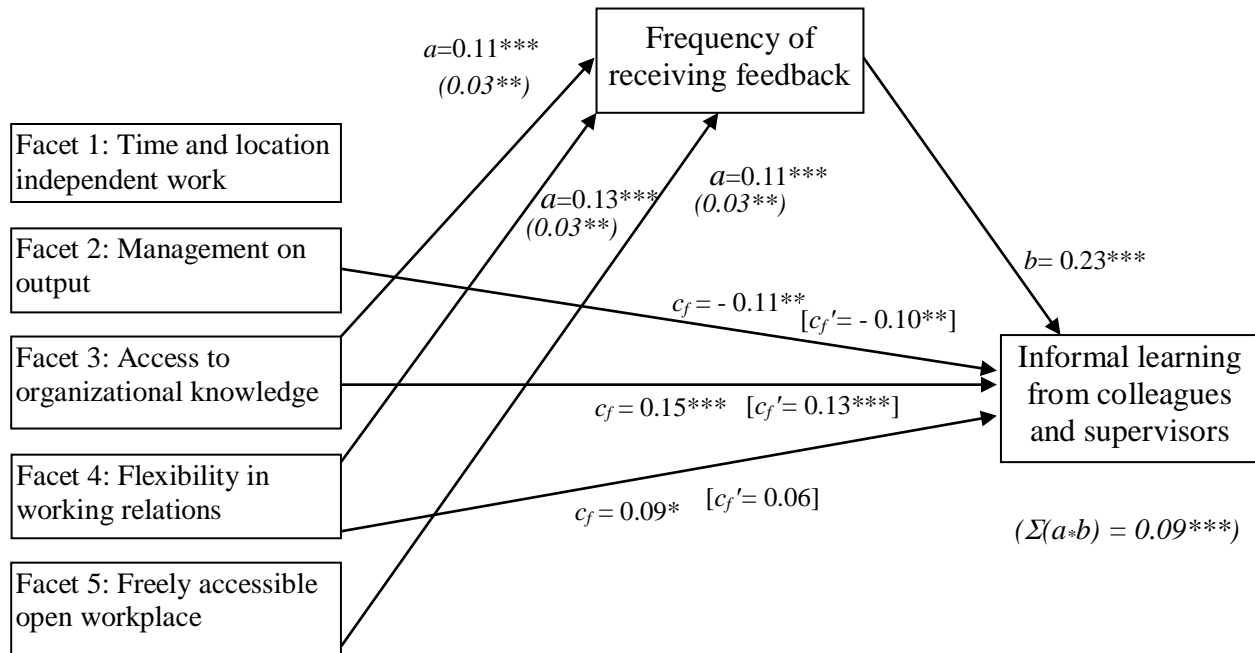 Frequency of
receiving feedback
a=0.11***
(0.03**)
Facet 1: Time and location
independent work
a=0.13***
(0.03**)
a=0.11***
(0.03**)
Facet 2: Management on
output
b= 0.23***
c_f = - 0.11**
[c_f'= - 0.10**]
Facet 3: Access to
organizational knowledge
Informal learning
from colleagues
and supervisors
c_f = 0.15*** [c_f'= 0.13***]
Facet 4: Flexibility in
working relations
c_f = 0.09* [c_f'= 0.06]
(Σ(a*b) = 0.09***)
Facet 5: Freely accessible
open workplace